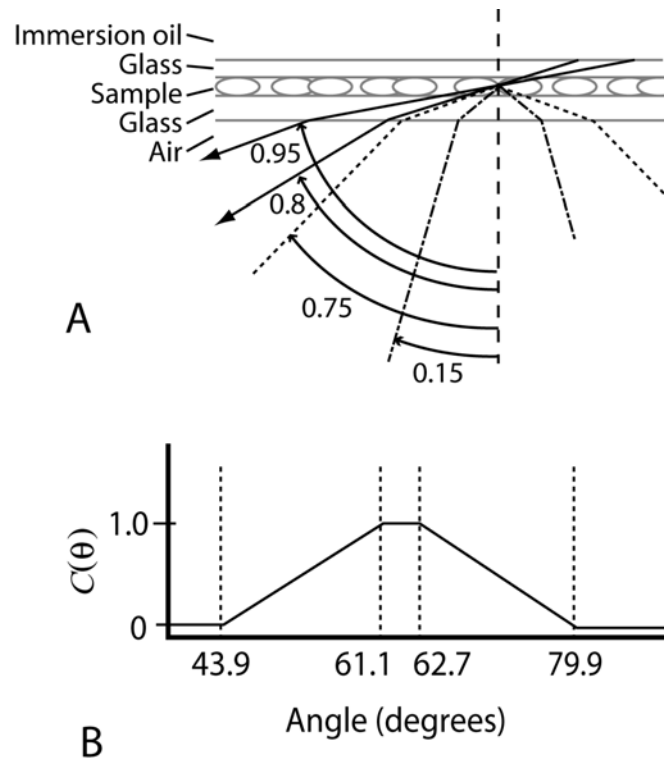 Immersion oil
Glass
Sample
Glass
Air
0.95
0.8
0.75
0.15
A
C(θ)
1.0
0
43.9 61.1 62.7 79.9
Angle (degrees)
B